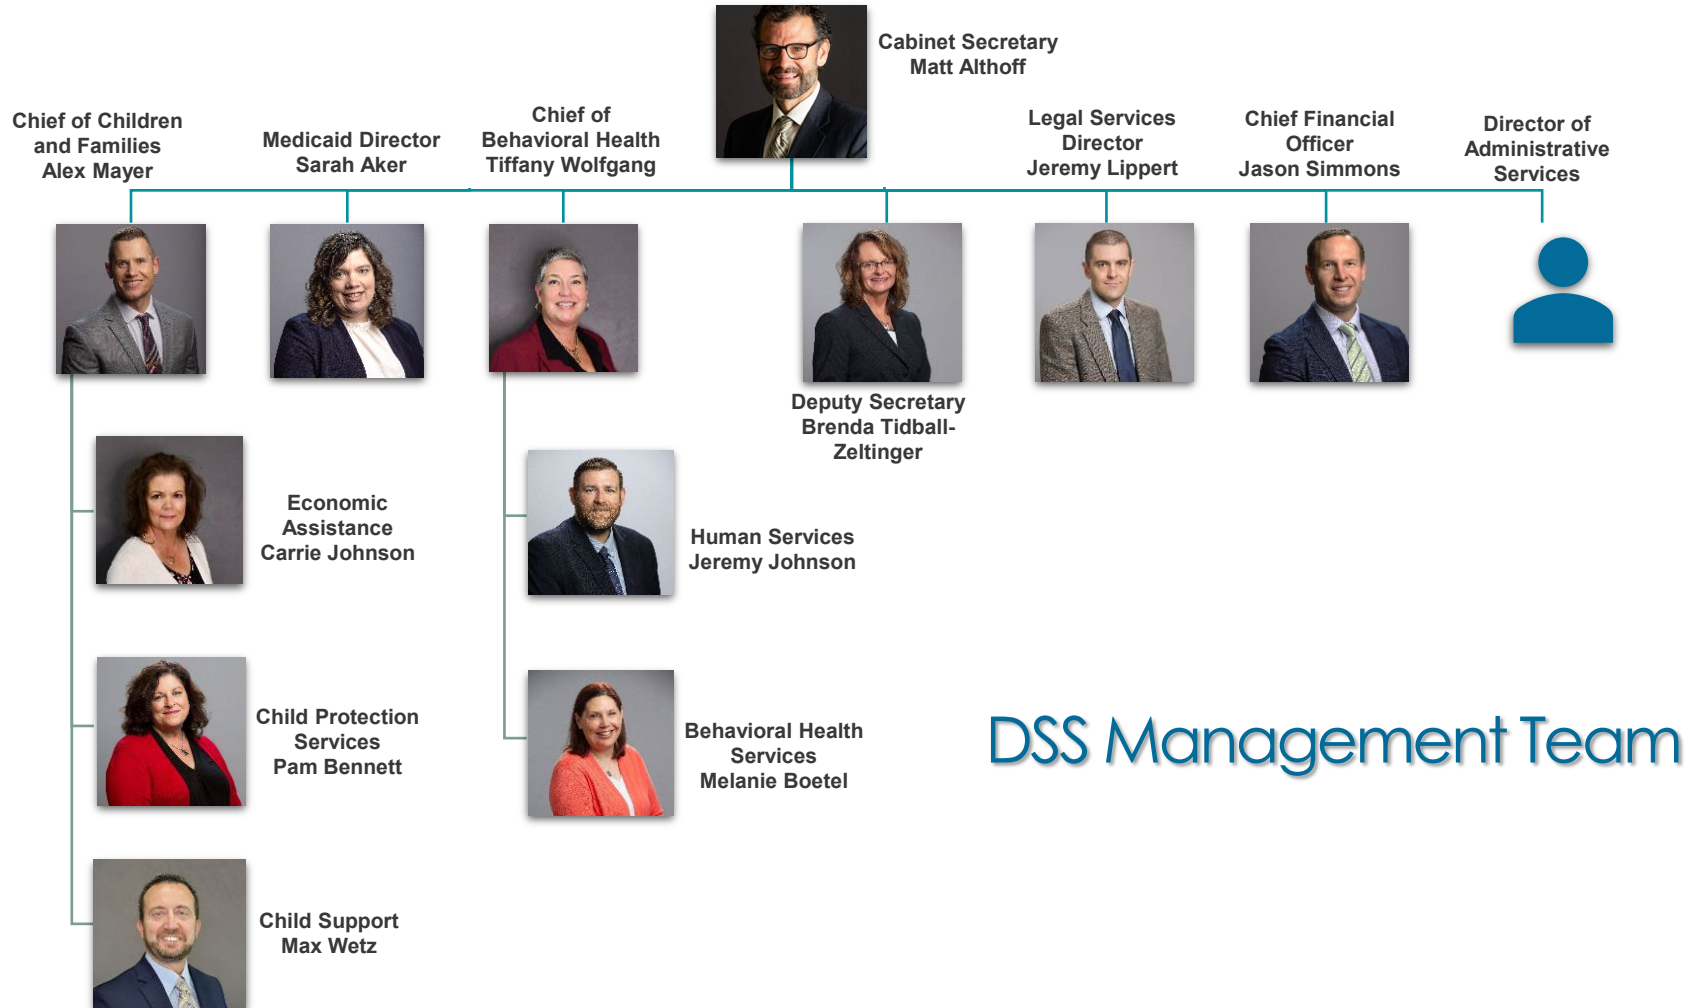 Cabinet Secretary
Matt Althoff
Chief of Children
and Families
Alex Mayer
Medicaid Director
Sarah Aker
Chief of
Behavioral Health
Tiffany Wolfgang
Legal Services
Director
Jeremy Lippert
Chief Financial
Officer
Jason Simmons
Director of
Administrative
Services
Deputy Secretary
Brenda Tidball-
Zeltinger
Economic
Assistance
Carrie Johnson
Human Services
Jeremy Johnson
Child Protection
Services
Pam Bennett
Behavioral Health
Services
Melanie Boetel
DSS Management Team
Child Support
Max Wetz